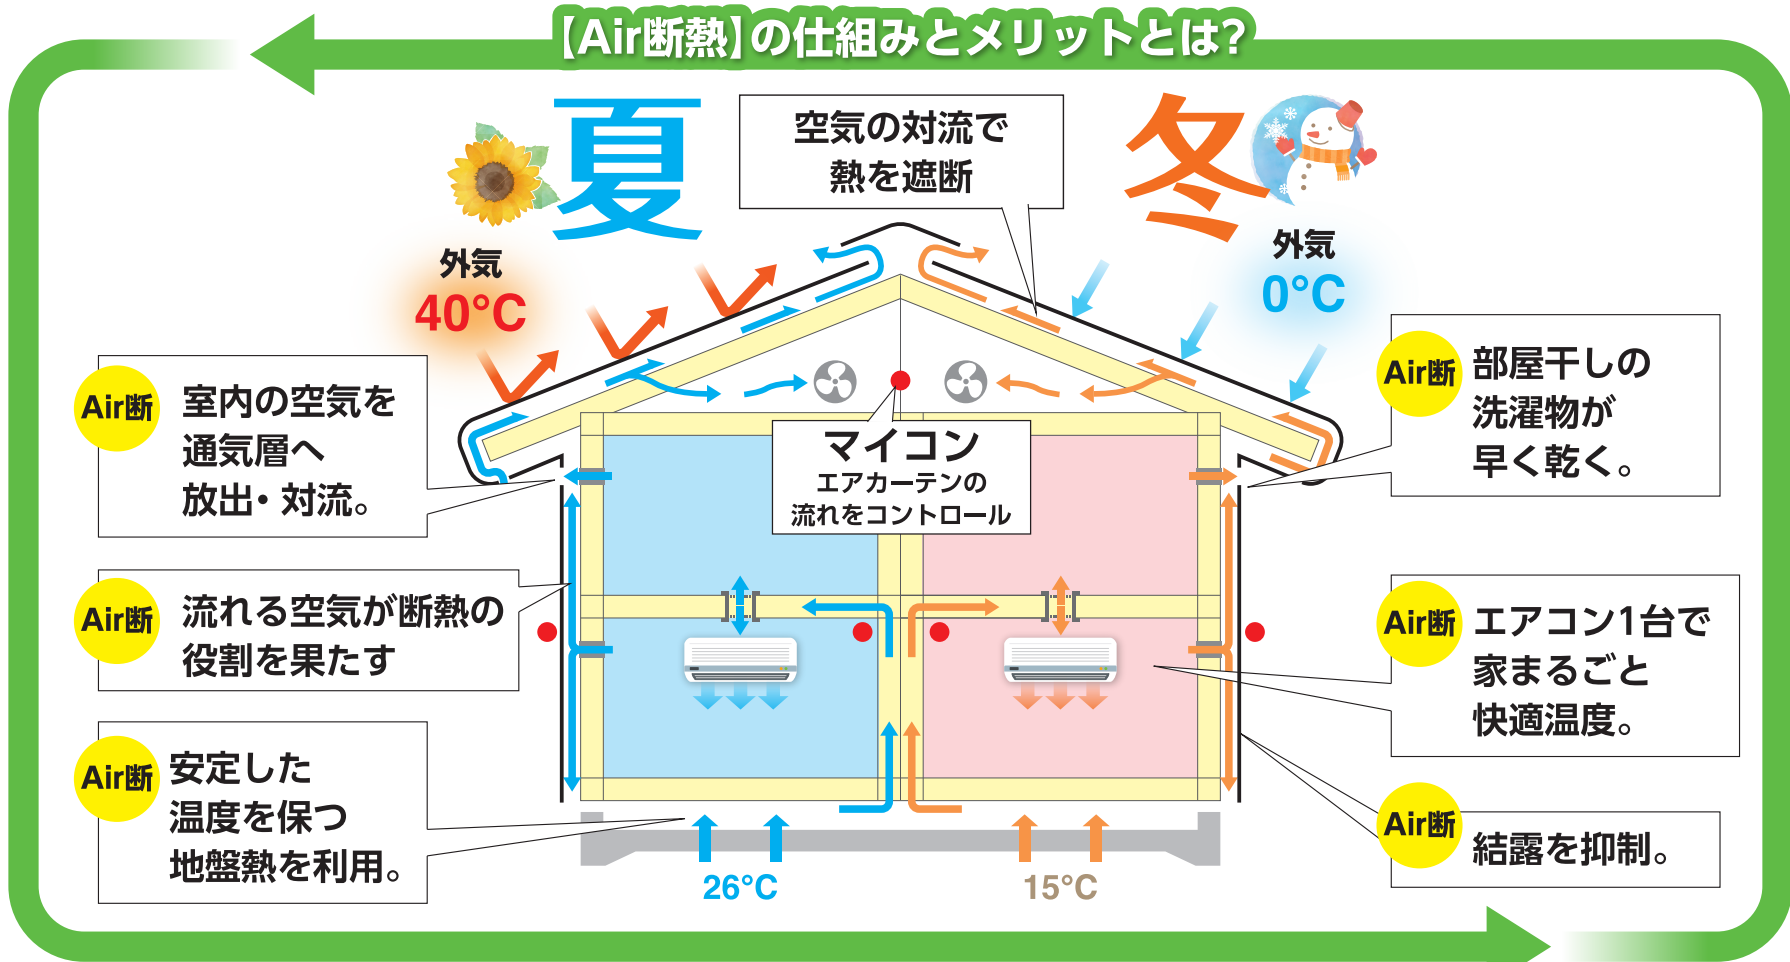 【Air断熱】の仕組みとメリットとは？
夏
空気の対流で
熱を遮断
冬
外気
40°C
外気
0°C
Air断
室内の空気を
通気層へ
放出・対流。
Air断
流れる空気が断熱の
役割を果たす
Air断
安定した
温度を保つ
地盤熱を利用。
マイコン
エアカーテンの
流れをコントロール
Air断
部屋干しの
洗濯物が
早く乾く。
Air断
エアコン1台で
家まるごと
快適温度。
Air断
結露を抑制。
26°C
15°C